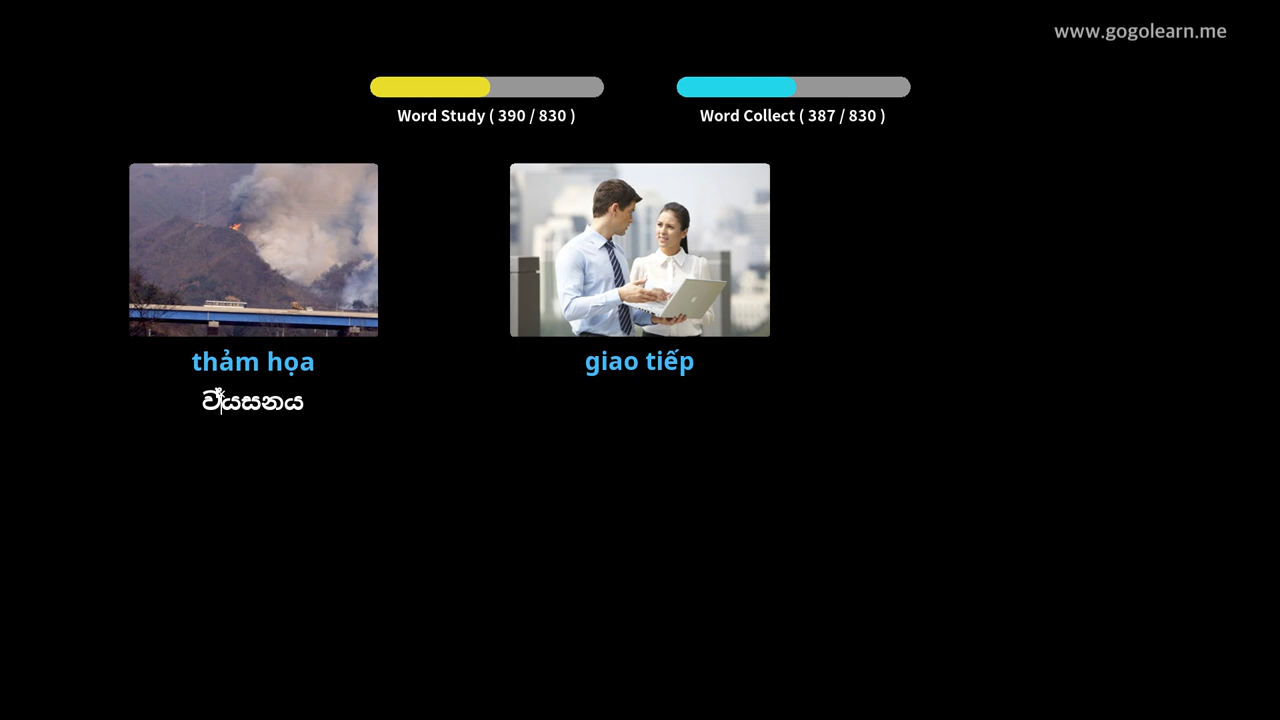 www.gogolearn.me
Word Study ( 390 / 830 )
Word Collect ( 387 / 830 )
thảm họa
giao tiếp
ව්‍යසනය